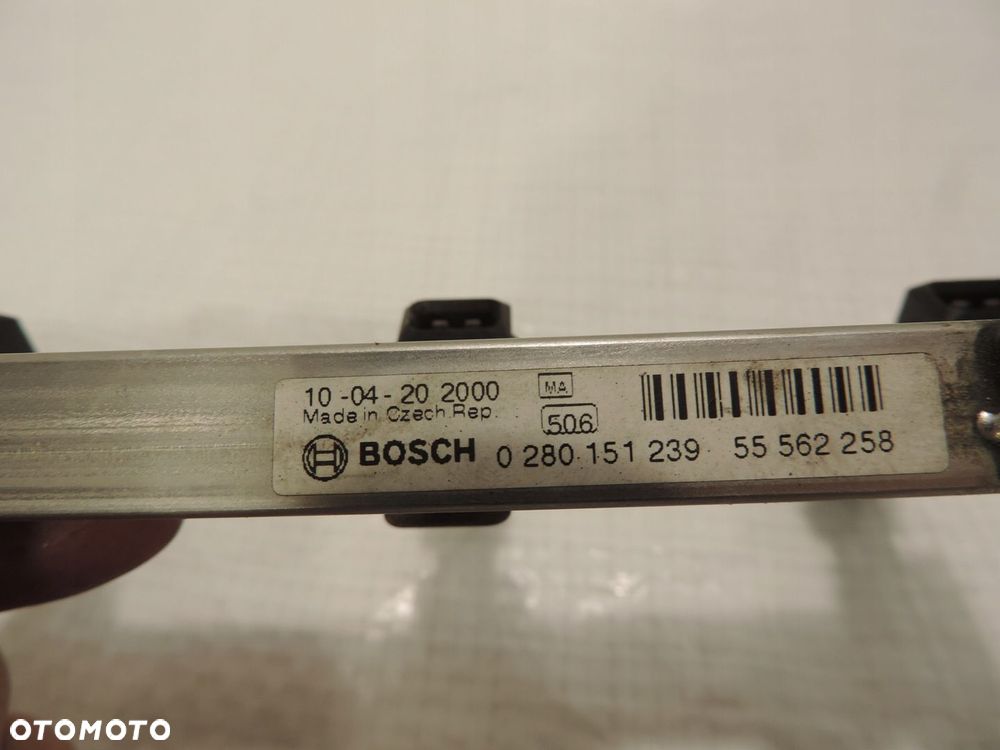 10 -04 - 20 2000
Made in Czech Rep.
MA
506
BOSCH 0 280 151 239 55 562 258
OTOMOTO